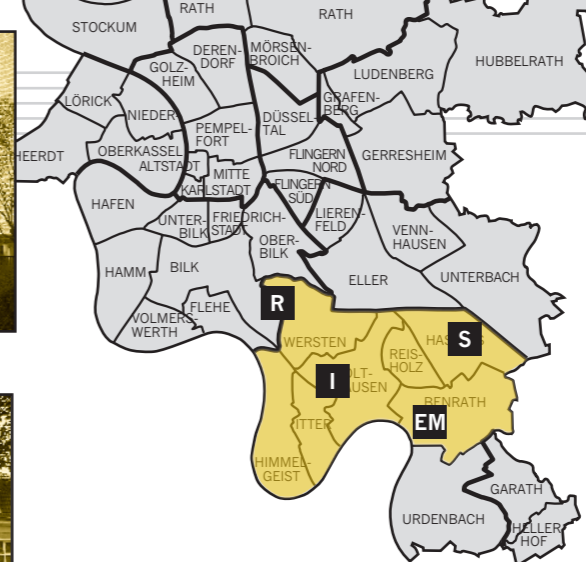 RATH
RATH
STOCKUM
DEREN-
DORF
MÖRSEN-
BROICH
HUBBELRATH
GOLZ-
HEIM
LUDENBERG
LÖRICK
GRAFEN-
BERG
NIEDER-
DÜSSEL-
TAL
PEMPEL-
FORT
HEERDT
OBERKASSEL
ALTSTADT
FLINGERN
NORD
GERRESHEIM
MITTE
KARLSTADT
FLINGERN
SÜD
HAFEN
UNTER-
BILK
FRIEDRICH-
STADT
LIEREN-
FELD
VENN-
HAUSEN
OBER-
BILK
HAMM
BILK
ELLER
UNTERBACH
FLEHE
VOLMERS-
WERTH
R
S
WERSTEN
REIS-
HOLZ
I
BENRATH
EM
ITTER
HIMMEL-
GEIST
GARATH
URDENBACH
HELLER
HOF